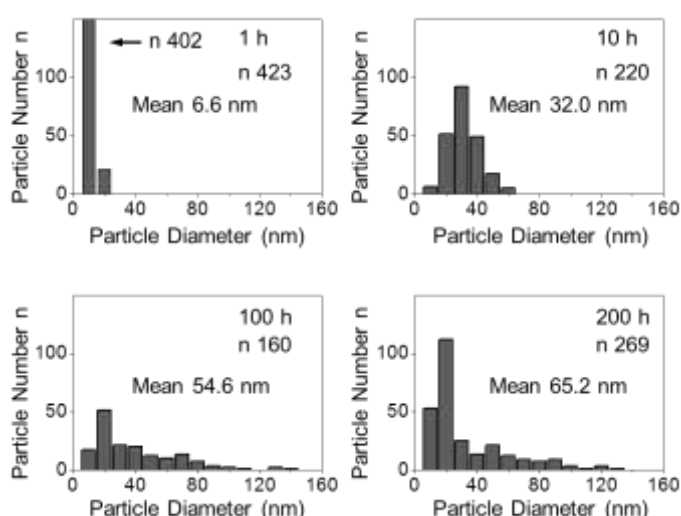 Particle Number n
100
50
0
n 402
1 h
n 423
Mean 6.6 nm
0 40 80 120 160
Particle Diameter (nm)
Particle Number n
100
50
0
10 h
n 220
Mean 32.0 nm
0 40 80 120 160
Particle Diameter (nm)
Particle Number n
100
50
0
100 h
n 160
Mean 54.6 nm
0 40 80 120 160
Particle Diameter (nm)
Particle Number n
100
50
0
200 h
n 269
Mean 65.2 nm
0 40 80 120 160
Particle Diameter (nm)